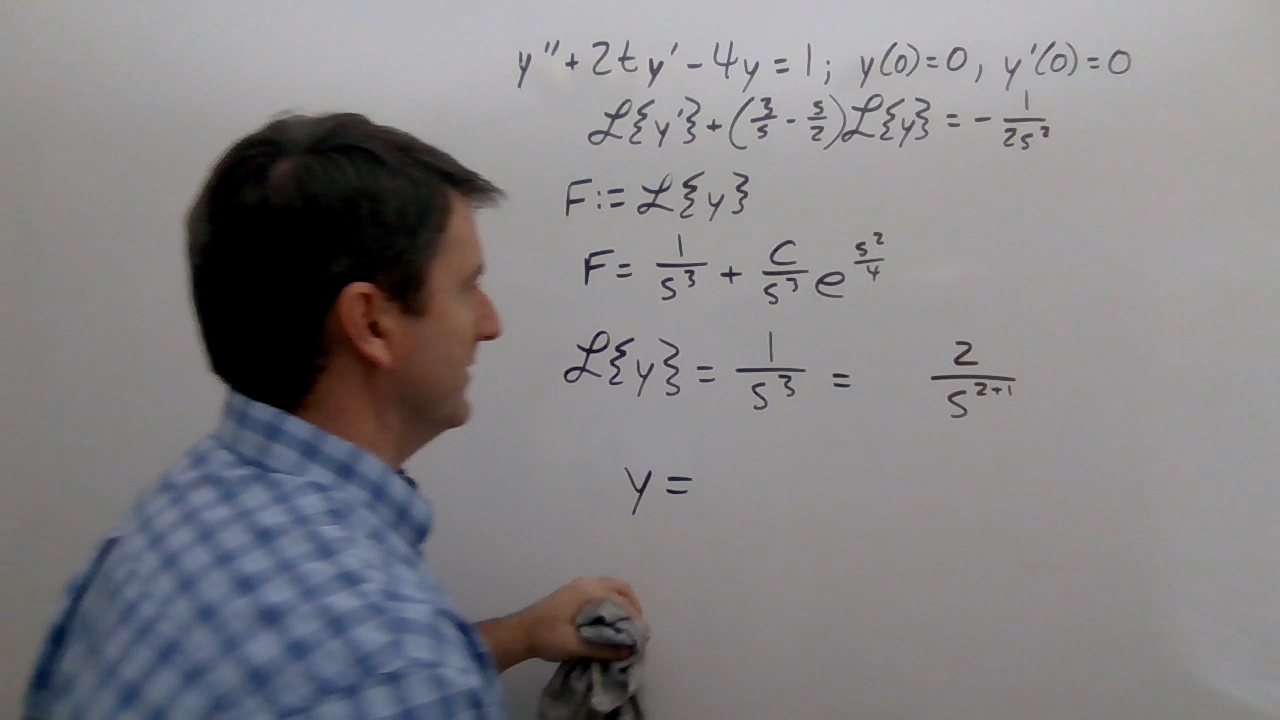 y'' + 2ty' - 4y = 1; y(0)=0, y'(0)=0
ℒ{y'} + (3/s - s/2)ℒ{y} = - 1/(2s²)
F := ℒ{y}
F = 1/s³ + C/s³ e^(s²/4)
ℒ{y} = 1/s³ = 2/s^(2+1)
y =